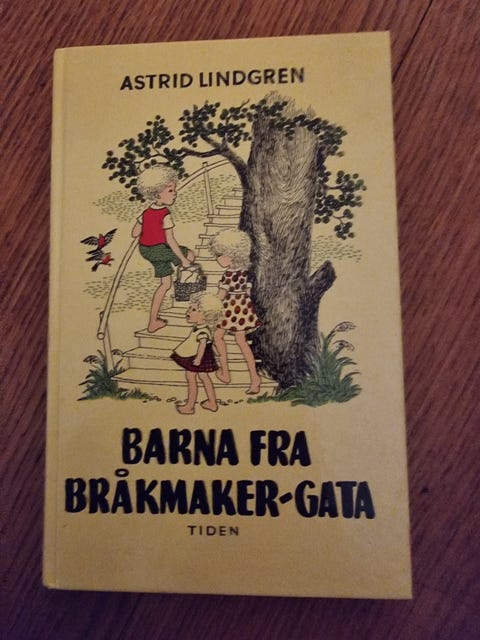 ASTRID LINDGREN
BARNA FRA
BRÅKMAKER-GATA
TIDEN